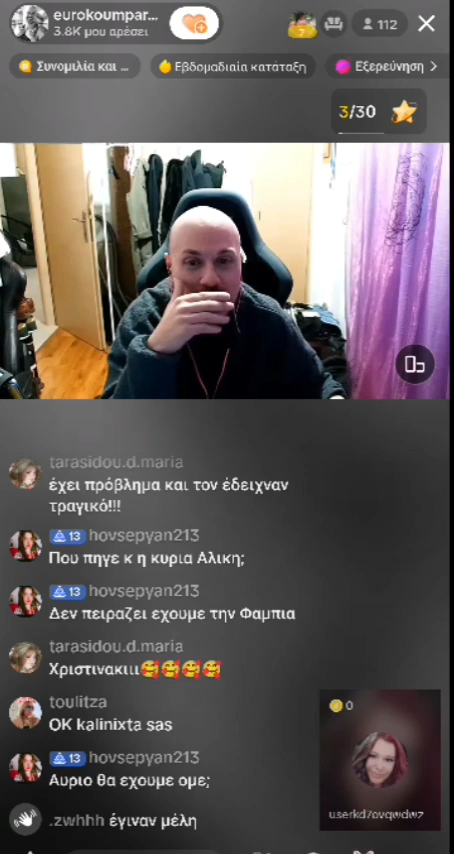 eurokoumpar...
3.8K μου αρέσει
112
Συνομιλία και ...
Εβδομαδιαία κατάταξη
Εξερεύνηση
3/30
tarasidou.d.maria
έχει πρόβλημα και τον έδειχναν
τραγικό!!!
13 hovsepyan213
Που πηγε κ η κυρια Αλικη;
13 hovsepyan213
Δεν πειραζει εχουμε την Φαμπια
tarasidou.d.maria
Χριστινακιιι🥰🥰🥰🥰
toulitza
OK kalinixta sas
13 hovsepyan213
Αυριο θα εχουμε ομε;
.zwhhh έγιναν μέλη
0
userkd7ovqwdwz